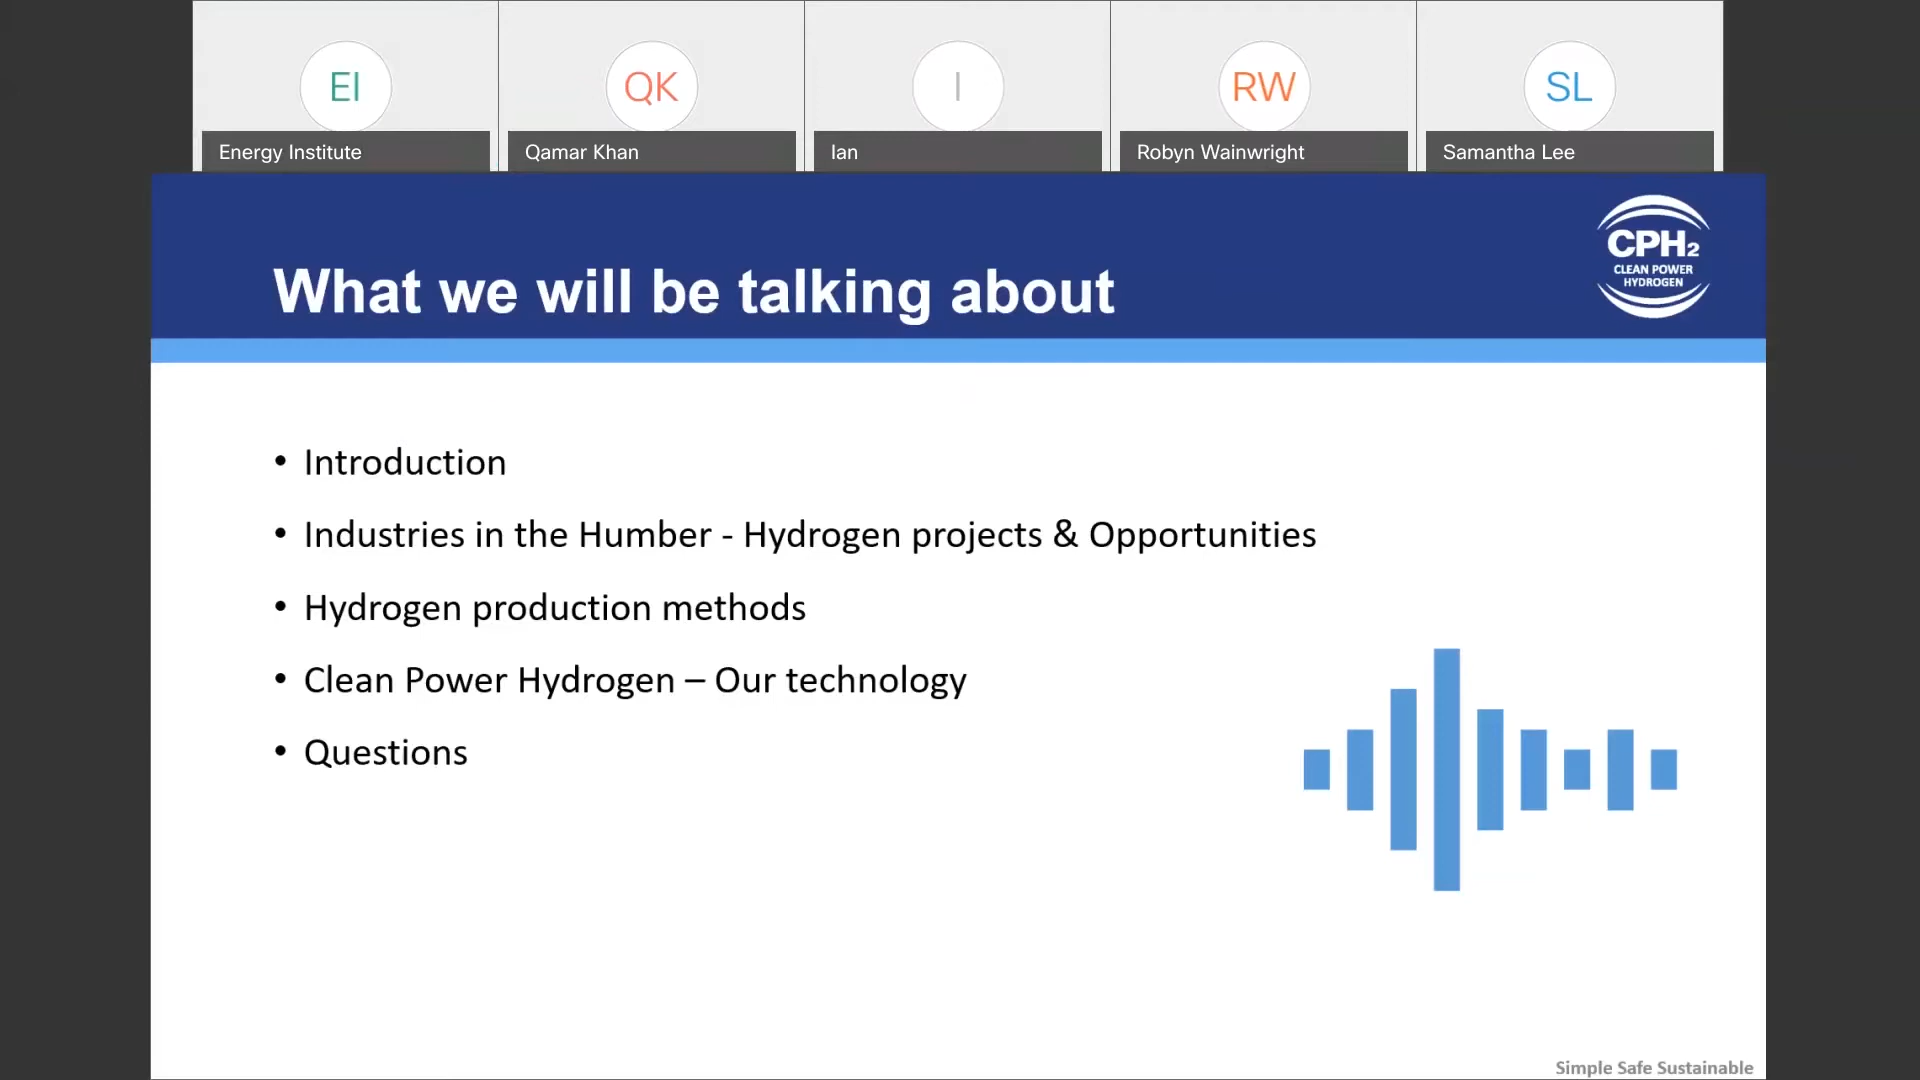 EI
QK
I
RW
SL
Energy Institute
Qamar Khan
Ian
Robyn Wainwright
Samantha Lee
CPH₂
CLEAN POWER
HYDROGEN
What we will be talking about
• Introduction
• Industries in the Humber - Hydrogen projects & Opportunities
• Hydrogen production methods
• Clean Power Hydrogen – Our technology
• Questions
Simple Safe Sustainable